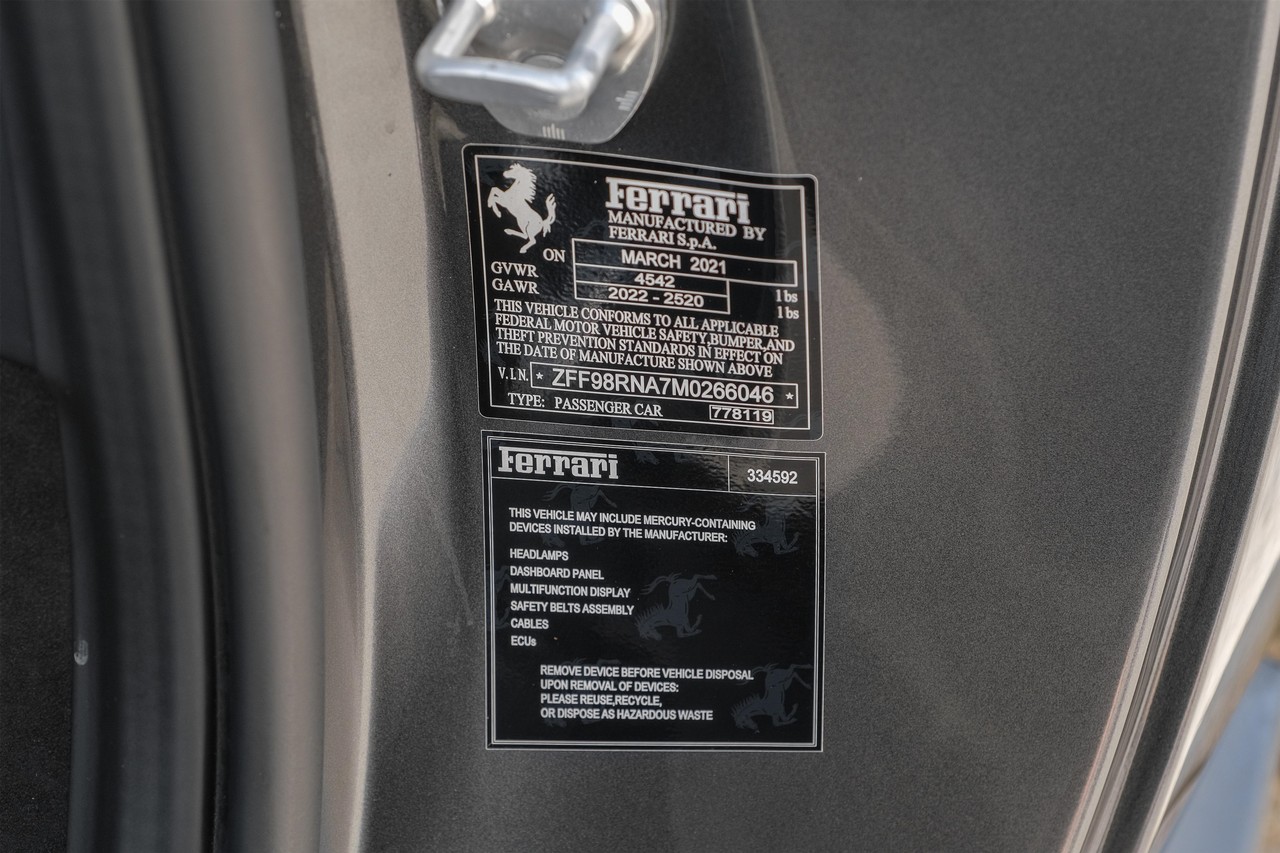 Ferrari
MANUFACTURED BY
FERRARI S.p.A.
ON MARCH 2021
GVWR 4542 lbs
GAWR 2022 - 2520 lbs
THIS VEHICLE CONFORMS TO ALL APPLICABLE
FEDERAL MOTOR VEHICLE SAFETY,BUMPER,AND
THEFT PREVENTION STANDARDS IN EFFECT ON
THE DATE OF MANUFACTURE SHOWN ABOVE
V.I.N. * ZFF98RNA7M0266046 *
TYPE: PASSENGER CAR 778119
Ferrari 334592
THIS VEHICLE MAY INCLUDE MERCURY-CONTAINING
DEVICES INSTALLED BY THE MANUFACTURER:
HEADLAMPS
DASHBOARD PANEL
MULTIFUNCTION DISPLAY
SAFETY BELTS ASSEMBLY
CABLES
ECUs
REMOVE DEVICE BEFORE VEHICLE DISPOSAL
UPON REMOVAL OF DEVICES:
PLEASE REUSE,RECYCLE,
OR DISPOSE AS HAZARDOUS WASTE